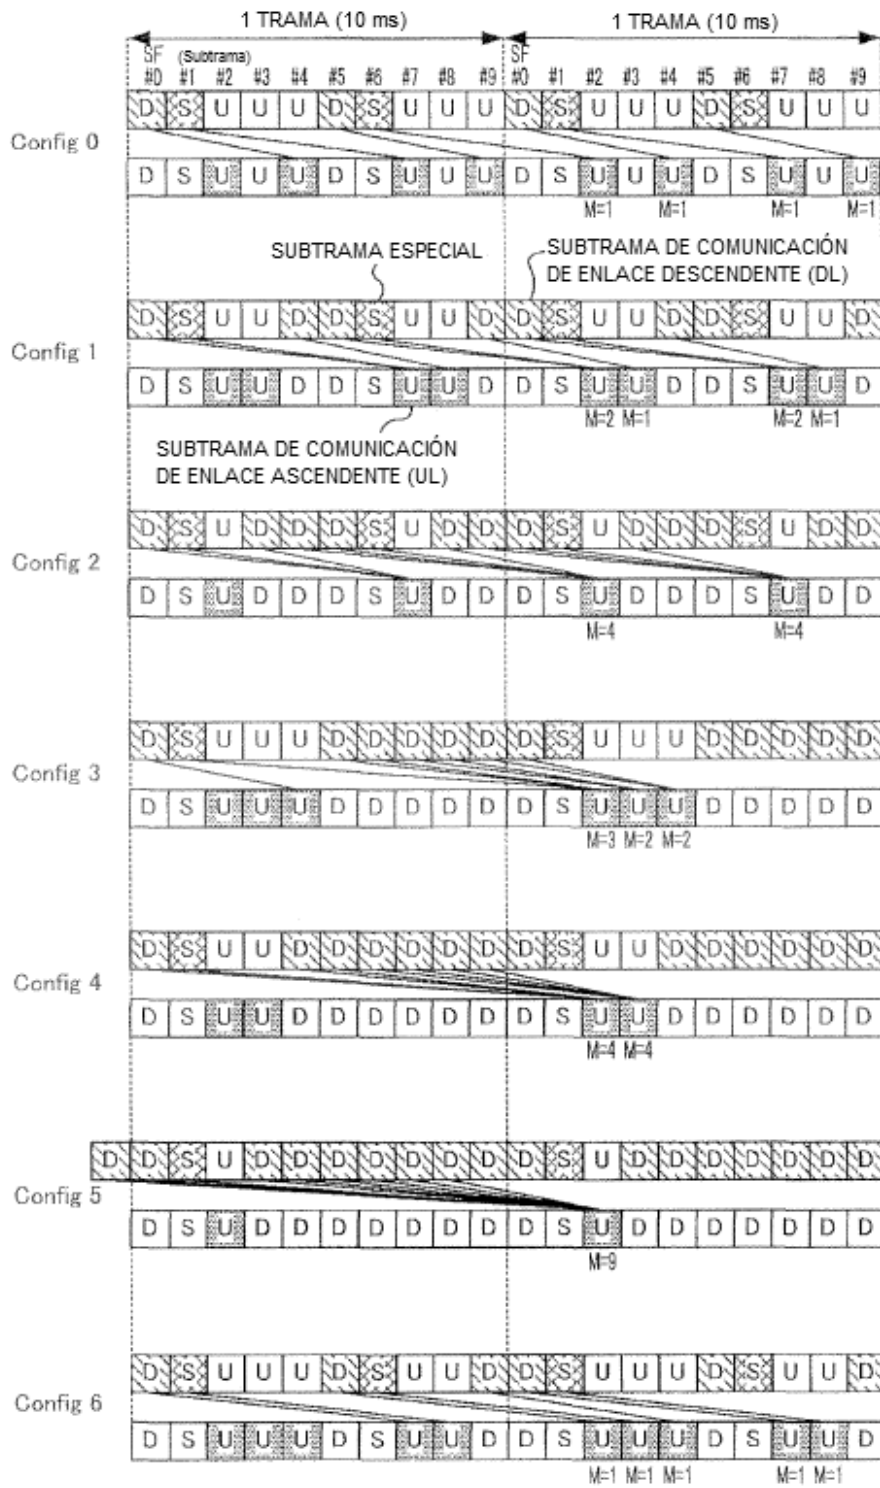 1 TRAMA (10 ms) 1 TRAMA (10 ms)
SF (Subtrama) SF
#0 #1 #2 #3 #4 #5 #6 #7 #8 #9 #0 #1 #2 #3 #4 #5 #6 #7 #8 #9
D S U U U D S U U U D S U U U D S U U U
Config 0
D S U U U D S U U U D S U U U D S U U U
M=1 M=1 M=1 M=1
SUBTRAMA ESPECIAL
SUBTRAMA DE COMUNICACIÓN
DE ENLACE DESCENDENTE (DL)
D S U U D D S U U D D S U U D D S U U D
Config 1
D S U U D D S U U D D S U U D D S U U D
M=2 M=1 M=2 M=1
SUBTRAMA DE COMUNICACIÓN
DE ENLACE ASCENDENTE (UL)
D S U D D D S U D D D S U D D D S U D D
Config 2
D S U D D D S U D D D S U D D D S U D D
M=4 M=4
D S U U U D D D D D D S U U U D D D D D
Config 3
D S U U U D D D D D D S U U U D D D D D
M=3 M=2 M=2
D S U U D D D D D D D S U U D D D D D D
Config 4
D S U U D D D D D D D S U U D D D D D D
M=4 M=4
D D S U D D D D D D D D S U D D D D D D D
Config 5
D S U D D D D D D D D S U D D D D D D D
M=9
D S U U U D S U U D D S U U U D S U U D
Config 6
D S U U U D S U U D D S U U U D S U U D
M=1 M=1 M=1 M=1 M=1